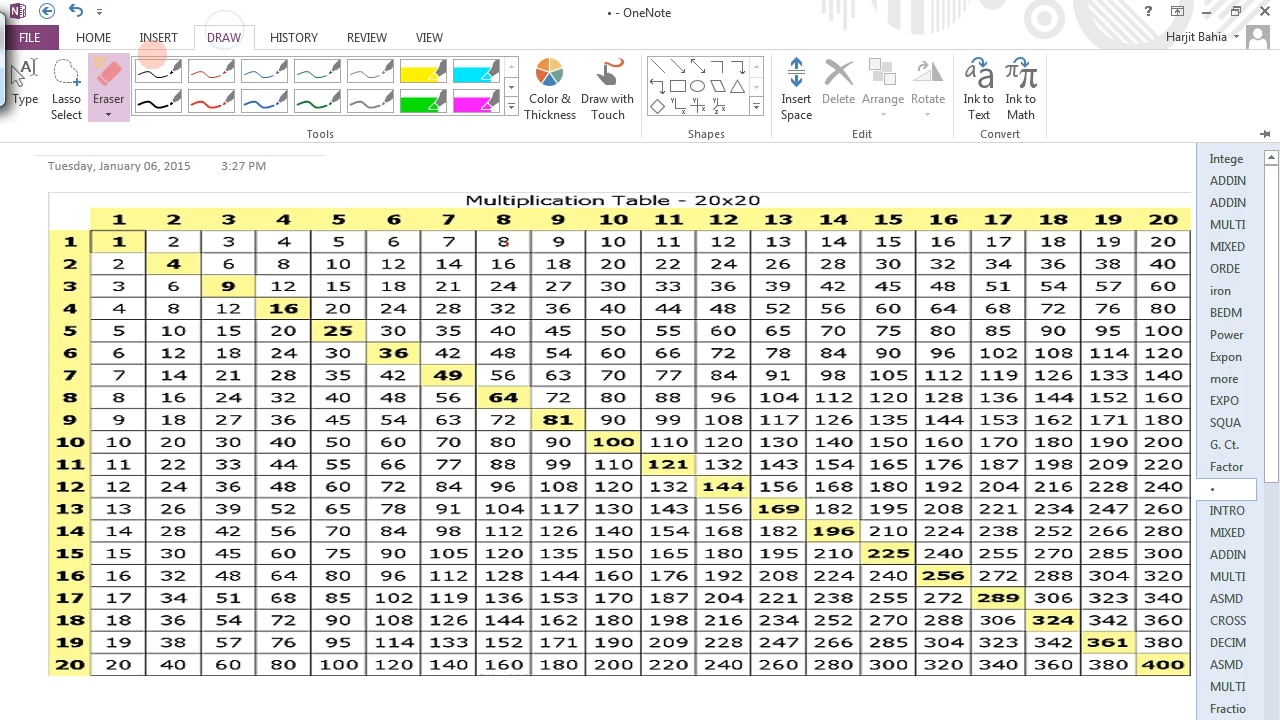 • - OneNote
FILE HOME INSERT DRAW HISTORY REVIEW VIEW Harjit Bahia
Type Lasso Select Eraser Color & Thickness Draw with Touch Insert Space Delete Arrange Rotate Ink to Text Ink to Math
Tools Shapes Edit Convert
Tuesday, January 06, 2015 3:27 PM
Multiplication Table - 20x20
1 2 3 4 5 6 7 8 9 10 11 12 13 14 15 16 17 18 19 20
1 1 2 3 4 5 6 7 8 9 10 11 12 13 14 15 16 17 18 19 20
2 2 4 6 8 10 12 14 16 18 20 22 24 26 28 30 32 34 36 38 40
3 3 6 9 12 15 18 21 24 27 30 33 36 39 42 45 48 51 54 57 60
4 4 8 12 16 20 24 28 32 36 40 44 48 52 56 60 64 68 72 76 80
5 5 10 15 20 25 30 35 40 45 50 55 60 65 70 75 80 85 90 95 100
6 6 12 18 24 30 36 42 48 54 60 66 72 78 84 90 96 102 108 114 120
7 7 14 21 28 35 42 49 56 63 70 77 84 91 98 105 112 119 126 133 140
8 8 16 24 32 40 48 56 64 72 80 88 96 104 112 120 128 136 144 152 160
9 9 18 27 36 45 54 63 72 81 90 99 108 117 126 135 144 153 162 171 180
10 10 20 30 40 50 60 70 80 90 100 110 120 130 140 150 160 170 180 190 200
11 11 22 33 44 55 66 77 88 99 110 121 132 143 154 165 176 187 198 209 220
12 12 24 36 48 60 72 84 96 108 120 132 144 156 168 180 192 204 216 228 240
13 13 26 39 52 65 78 91 104 117 130 143 156 169 182 195 208 221 234 247 260
14 14 28 42 56 70 84 98 112 126 140 154 168 182 196 210 224 238 252 266 280
15 15 30 45 60 75 90 105 120 135 150 165 180 195 210 225 240 255 270 285 300
16 16 32 48 64 80 96 112 128 144 160 176 192 208 224 240 256 272 288 304 320
17 17 34 51 68 85 102 119 136 153 170 187 204 221 238 255 272 289 306 323 340
18 18 36 54 72 90 108 126 144 162 180 198 216 234 252 270 288 306 324 342 360
19 19 38 57 76 95 114 133 152 171 190 209 228 247 266 285 304 323 342 361 380
20 20 40 60 80 100 120 140 160 180 200 220 240 260 280 300 320 340 360 380 400
Intege
ADDIN
ADDIN
MULTI
MIXED
ORDE
iron
BEDM
Power
Expon
more
EXPO
SQUA
G. Ct.
Factor
•
INTRO
MIXED
ADDIN
MULTI
ASMD
CROSS
DECIM
ASMD
MULTI
Fractio